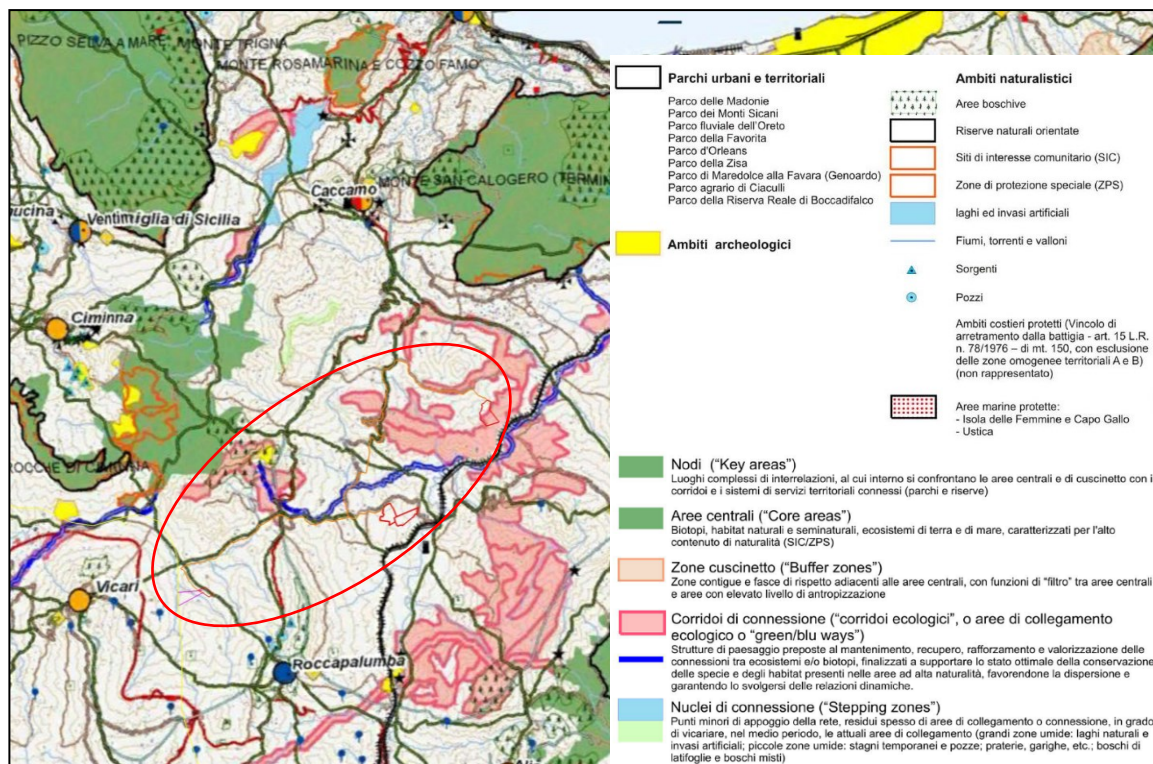 PIZZO SELVA A MARE, MONTE TRIGNA
MONTE ROSAMARINA E COZZO FAMO
Caccamo
MONTE SAN CALOGERO (TERMIN
ucina
Ventimiglia di Sicilia
Ciminna
ROCCHE DI CIMINNA
Vicari
Roccapalumba
Parchi urbani e territoriali
Parco delle Madonie
Parco dei Monti Sicani
Parco fluviale dell'Oreto
Parco della Favorita
Parco d'Orleans
Parco della Zisa
Parco di Maredolce alla Favara (Genoardo)
Parco agrario di Ciaculli
Parco della Riserva Reale di Boccadifalco
Ambiti archeologici
Ambiti naturalistici
Aree boschive
Riserve naturali orientate
Siti di interesse comunitario (SIC)
Zone di protezione speciale (ZPS)
laghi ed invasi artificiali
Fiumi, torrenti e valloni
Sorgenti
Pozzi
Ambiti costieri protetti (Vincolo di
arretramento dalla battigia - art. 15 L.R.
n. 78/1976 – di mt. 150, con esclusione
delle zone omogenee territoriali A e B)
(non rappresentato)
Aree marine protette:
- Isola delle Femmine e Capo Gallo
- Ustica
Nodi ("Key areas")
Luoghi complessi di interrelazioni, al cui interno si confrontano le aree centrali e di cuscinetto con i
corridoi e i sistemi di servizi territoriali connessi (parchi e riserve)
Aree centrali ("Core areas")
Biotopi, habitat naturali e seminaturali, ecosistemi di terra e di mare, caratterizzati per l'alto
contenuto di naturalità (SIC/ZPS)
Zone cuscinetto ("Buffer zones")
Zone contigue e fasce di rispetto adiacenti alle aree centrali, con funzioni di "filtro" tra aree centrali
e aree con elevato livello di antropizzazione
Corridoi di connessione ("corridoi ecologici", o aree di collegamento
ecologico o "green/blu ways")
Strutture di paesaggio preposte al mantenimento, recupero, rafforzamento e valorizzazione delle
connessioni tra ecosistemi e/o biotopi, finalizzati a supportare lo stato ottimale della conservazione
delle specie e degli habitat presenti nelle aree ad alta naturalità, favorendone la dispersione e
garantendo lo svolgersi delle relazioni dinamiche.
Nuclei di connessione ("Stepping zones")
Punti minori di appoggio della rete, residui spesso di aree di collegamento o connessione, in grado
di vicariare, nel medio periodo, le attuali aree di collegamento (grandi zone umide: laghi naturali e
invasi artificiali; piccole zone umide: stagni temporanei e pozze; praterie, garighe, etc.; boschi di
latifoglie e boschi misti)